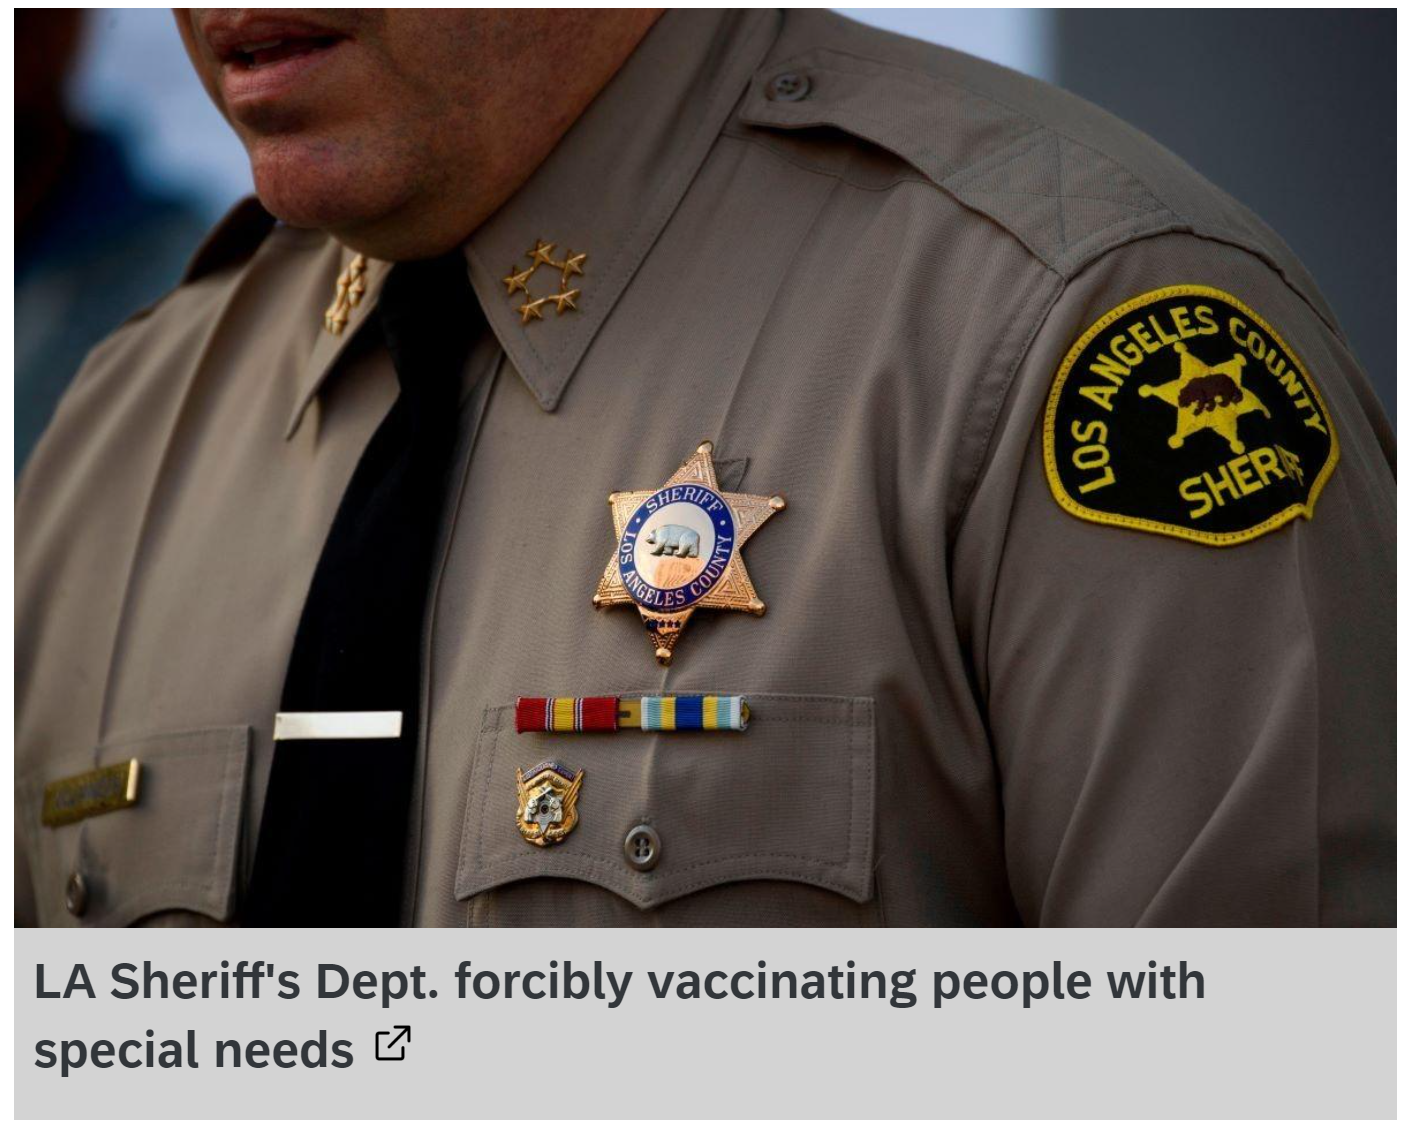 LOS ANGELES COUNTY
SHERIFF
SHERIFF
LOS ANGELES COUNTY
LA Sheriff's Dept. forcibly vaccinating people with
special needs